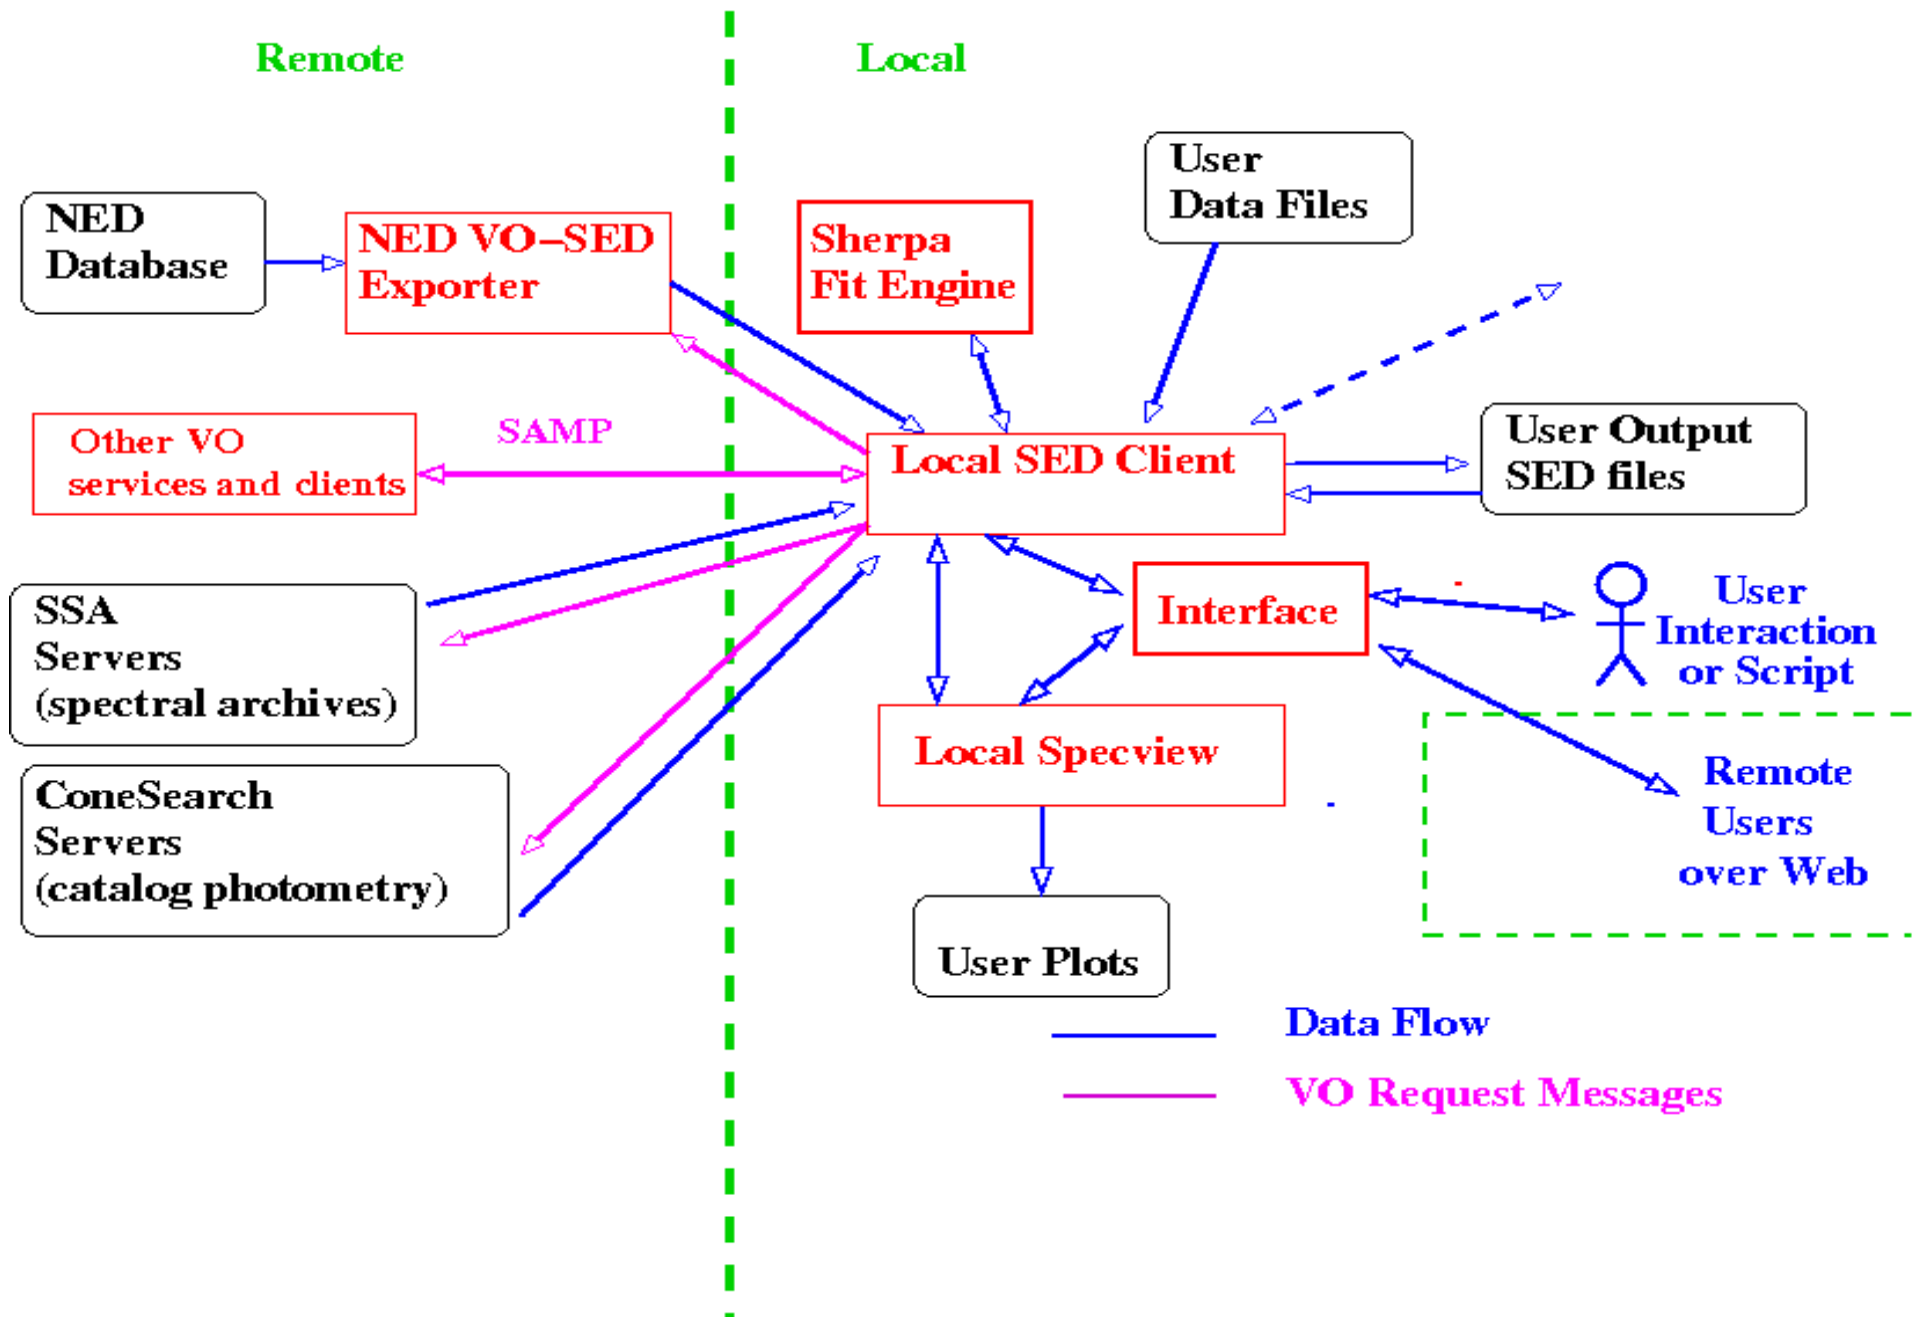 Remote
Local
User
Data Files
NED
Database
NED VO–SED
Exporter
Sherpa
Fit Engine
Other VO
services and clients
SAMP
Local SED Client
User Output
SED files
SSA
Servers
(spectral archives)
Interface
User
Interaction
or Script
Local Specview
Remote
Users
over Web
ConeSearch
Servers
(catalog photometry)
User Plots
Data Flow
VO Request Messages